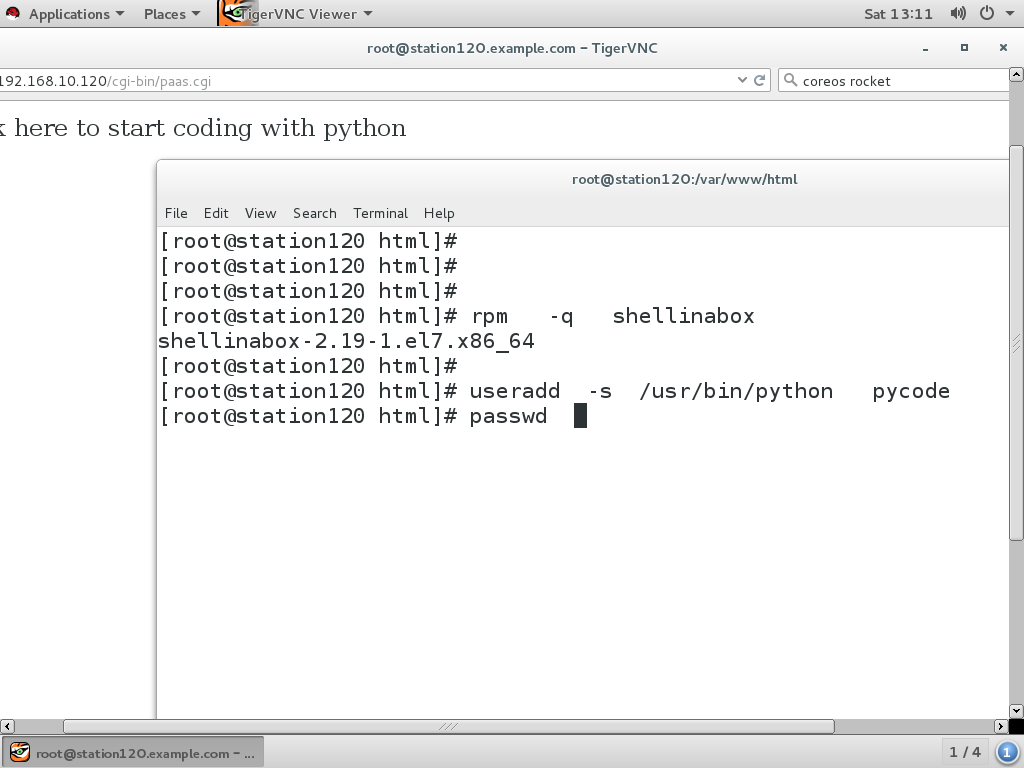 Applications Places TigerVNC Viewer Sat 13:11
root@station120.example.com – TigerVNC
192.168.10.120/cgi-bin/paas.cgi coreos rocket
here to start coding with python
root@station120:/var/www/html
File Edit View Search Terminal Help
[root@station120 html]#
[root@station120 html]#
[root@station120 html]#
[root@station120 html]# rpm -q shellinabox
shellinabox-2.19-1.el7.x86_64
[root@station120 html]#
[root@station120 html]# useradd -s /usr/bin/python pycode
[root@station120 html]# passwd
root@station120.example.com – ... 1 / 4 1